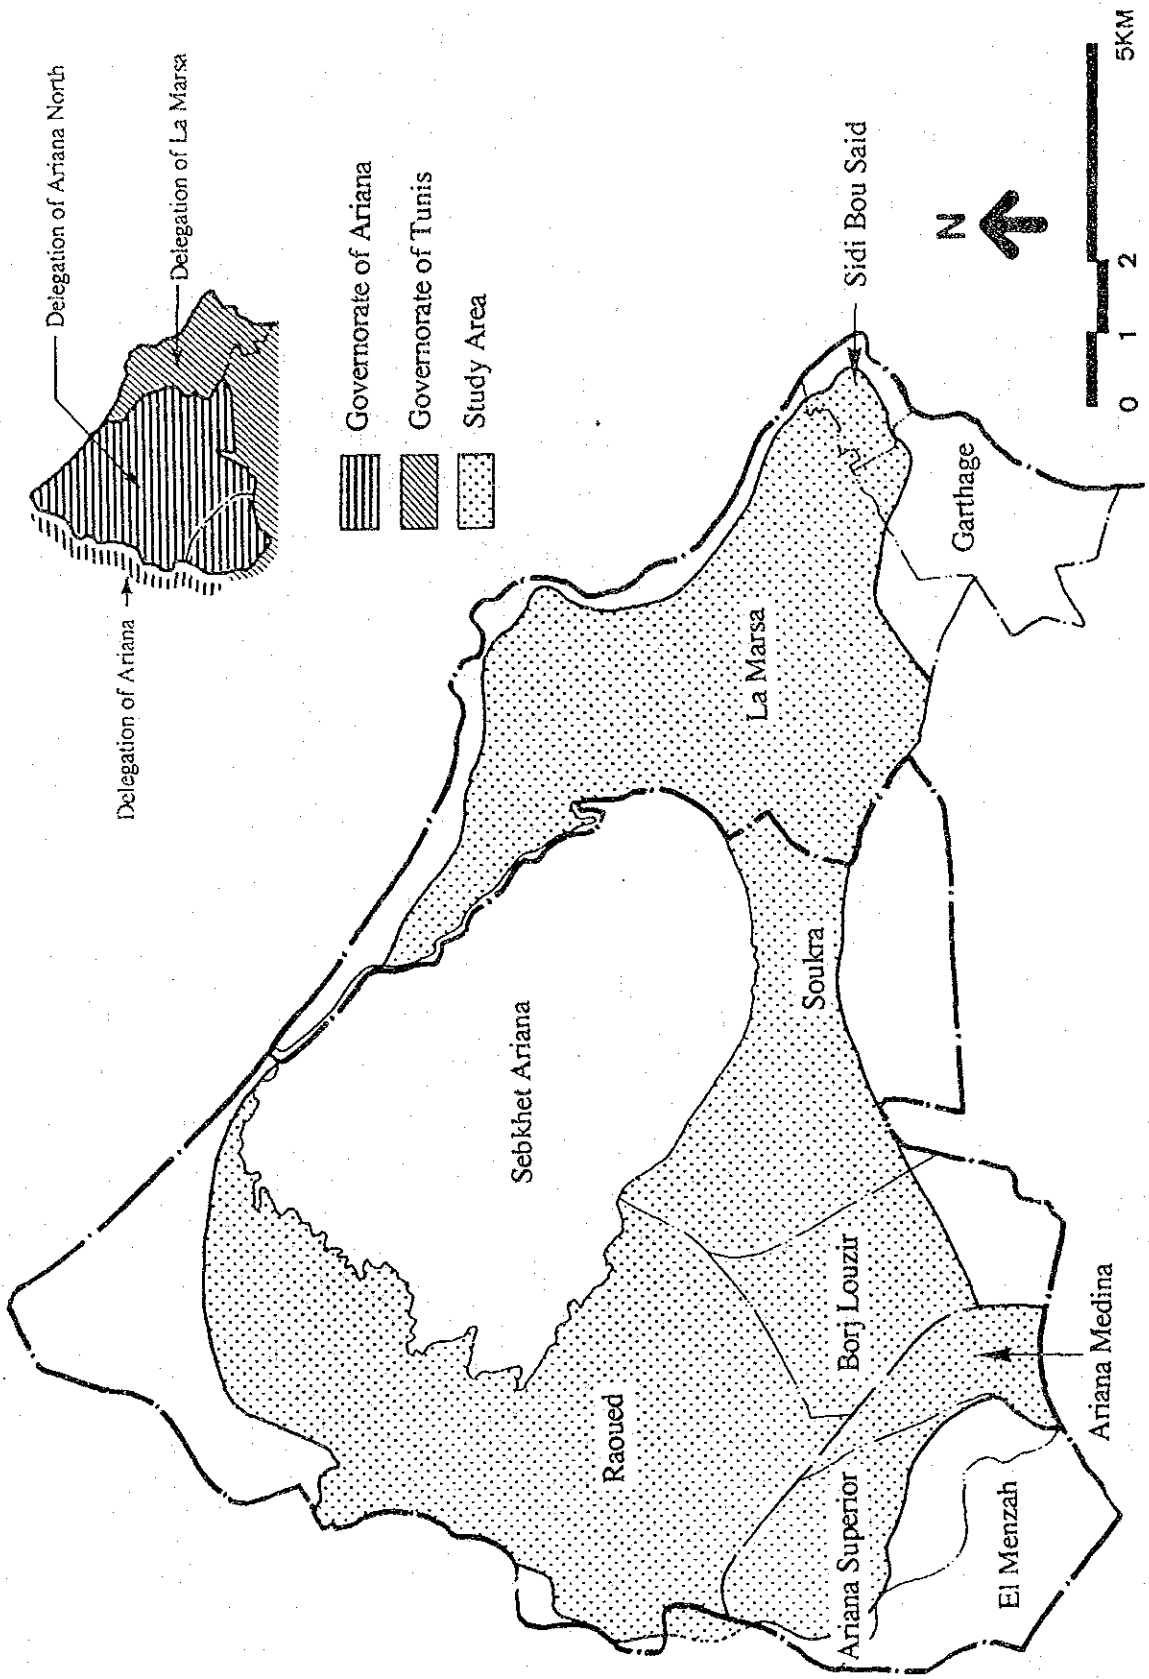 Delegation of Ariana North
Delegation of La Marsa
Delegation of Ariana
Governorate of Ariana
Governorate of Tunis
Study Area
Sebkhet Ariana
Raoued
La Marsa
Soukra
Borj Louzir
Ariana Superior
El Menzah
Ariana Medina
Garthage
Sidi Bou Said
N
0 1 2 5KM